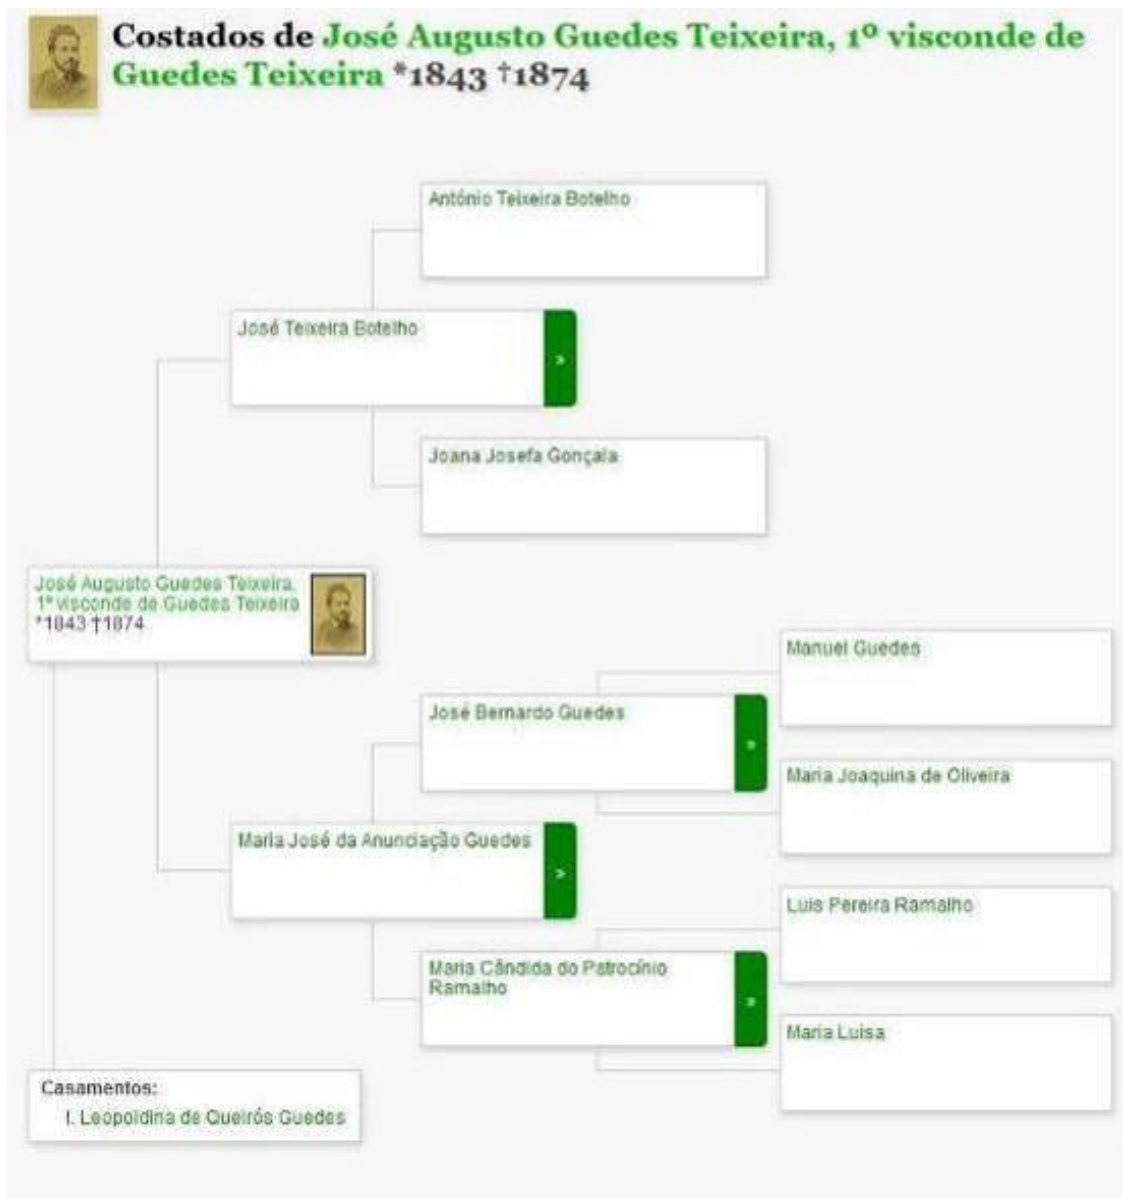 Costados de José Augusto Guedes Teixeira, 1º visconde de
Guedes Teixeira *1843 †1874
António Teixeira Botelho
José Teixeira Botelho
»
Joana Josefa Gonçala
José Augusto Guedes Teixeira,
1º visconde de Guedes Teixeira
*1843 †1874
Manuel Guedes
José Bernardo Guedes
»
Maria Joaquina de Oliveira
Maria José da Anunciação Guedes
»
Luis Pereira Ramalho
Maria Cândida do Patrocínio
Ramalho
»
Maria Luisa
Casamentos:
I. Leopoldina de Queirós Guedes